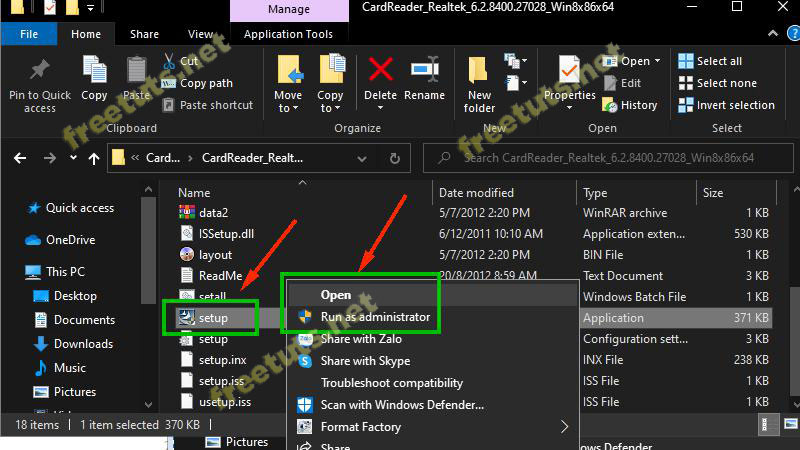 Manage
CardReader_Realtek_6.2.8400.27028_Win8x86x64
File
Home
Share
View
Application Tools
Pin to Quick access
Copy
Paste
Cut
Copy path
Paste shortcut
Clipboard
Move to
Copy to
Delete
Rename
Organize
New folder
New
Properties
Open
Edit
History
Open
Select all
Select none
Invert selection
Select
Card...
CardReader_Realt...
Search CardReader_Realtek_6.2.8400.27028_Win8x86x64
Name
Date modified
Type
Size
Quick access
OneDrive
This PC
Desktop
Documents
Downloads
Music
Pictures
data2 5/7/2012 2:20 PM WinRAR archive 1 KB
ISSetup.dll 6/12/2011 10:10 AM Application exten... 530 KB
layout 5/7/2012 2:20 PM BIN File 1 KB
ReadMe 20/8/2012 8:59 AM Text Document 3 KB
setall Windows Batch File 1 KB
setup Application 371 KB
setup Configuration sett... 3 KB
setup.inx INX File 238 KB
setup.iss ISS File 1 KB
usetup.iss ISS File 1 KB
Open
Run as administrator
Share with Zalo
Share with Skype
Troubleshoot compatibility
Scan with Windows Defender...
Format Factory
Share
18 items
1 item selected 370 KB
Pictures
ws Defender
freetuts.net
freetuts.net
freetuts.net
freetuts.net